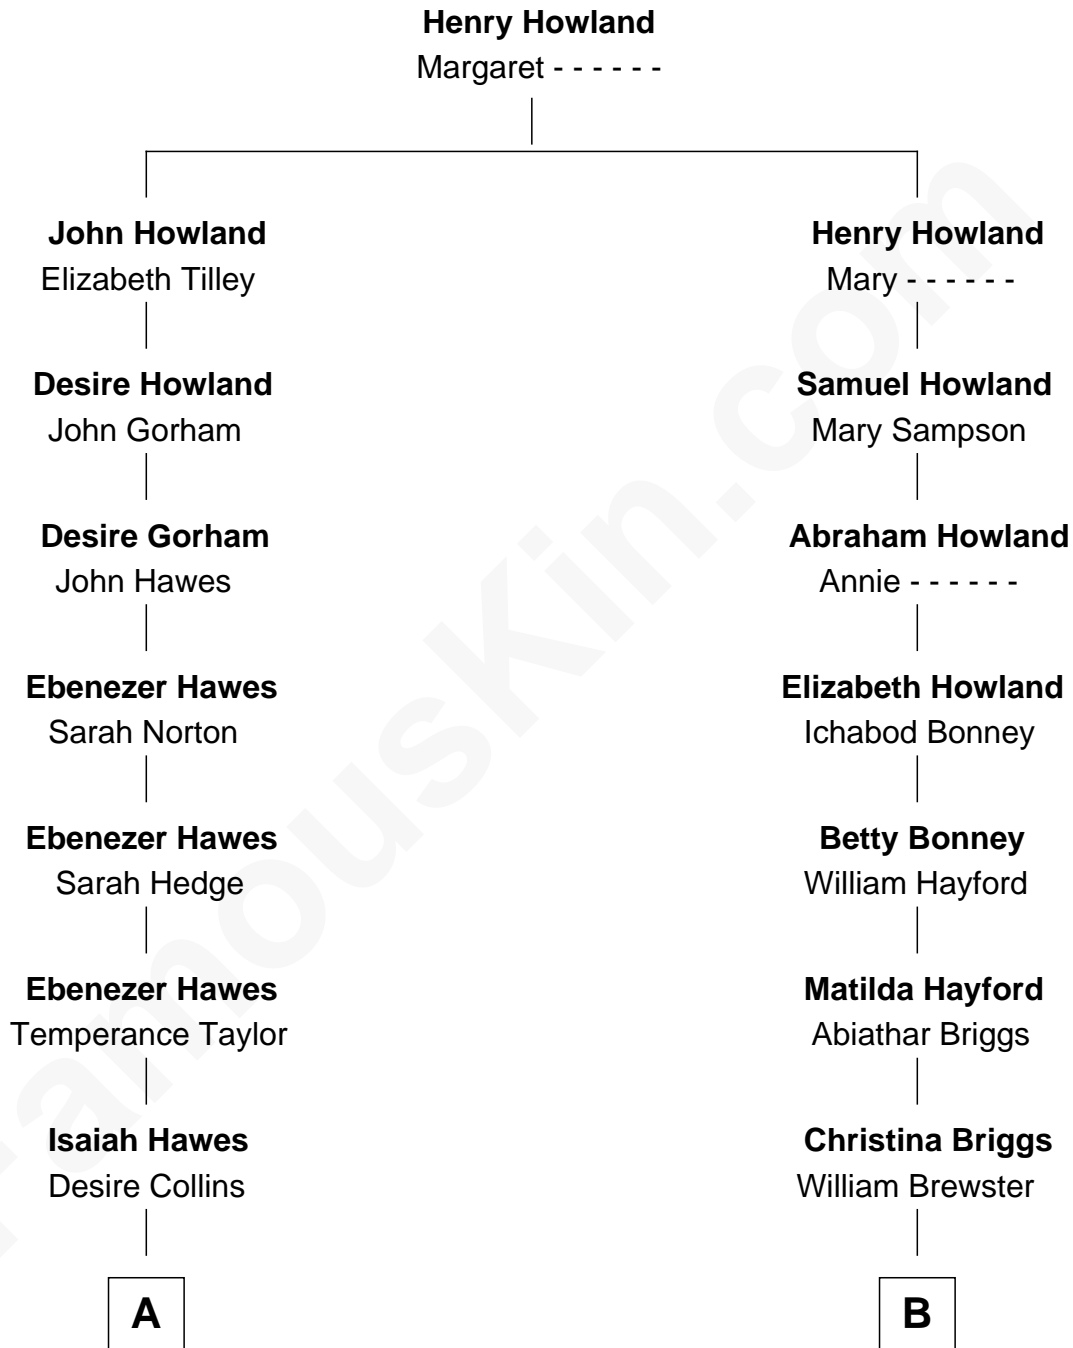 Henry Howland
Margaret - - - - - -
John Howland
Elizabeth Tilley
Henry Howland
Mary - - - - - -
Desire Howland
John Gorham
Samuel Howland
Mary Sampson
Desire Gorham
John Hawes
Abraham Howland
Annie - - - - - -
Ebenezer Hawes
Sarah Norton
Elizabeth Howland
Ichabod Bonney
Ebenezer Hawes
Sarah Hedge
Betty Bonney
William Hayford
Ebenezer Hawes
Temperance Taylor
Matilda Hayford
Abiathar Briggs
Isaiah Hawes
Desire Collins
Christina Briggs
William Brewster
A
B
FamousKin.com